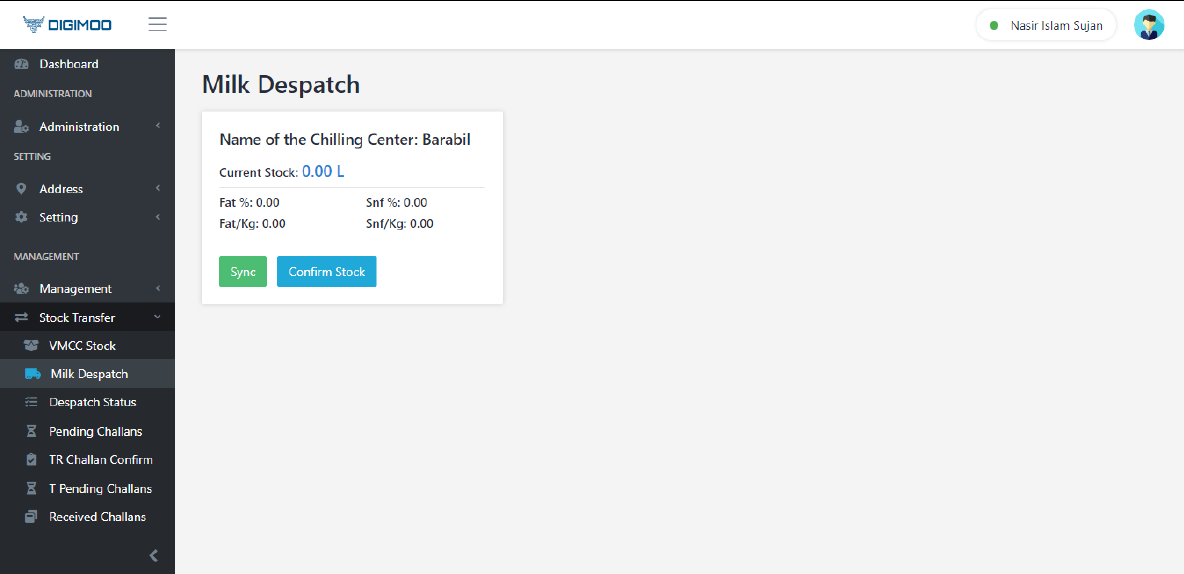 DIGIMOO
Nasir Islam Sujan
Dashboard
ADMINISTRATION
Administration
SETTING
Address
Setting
MANAGEMENT
Management
Stock Transfer
VMCC Stock
Milk Despatch
Despatch Status
Pending Challans
TR Challan Confirm
T Pending Challans
Received Challans
Milk Despatch
Name of the Chilling Center: Barabil
Current Stock: 0.00 L
Fat %: 0.00 Snf %: 0.00
Fat/Kg: 0.00 Snf/Kg: 0.00
Sync Confirm Stock